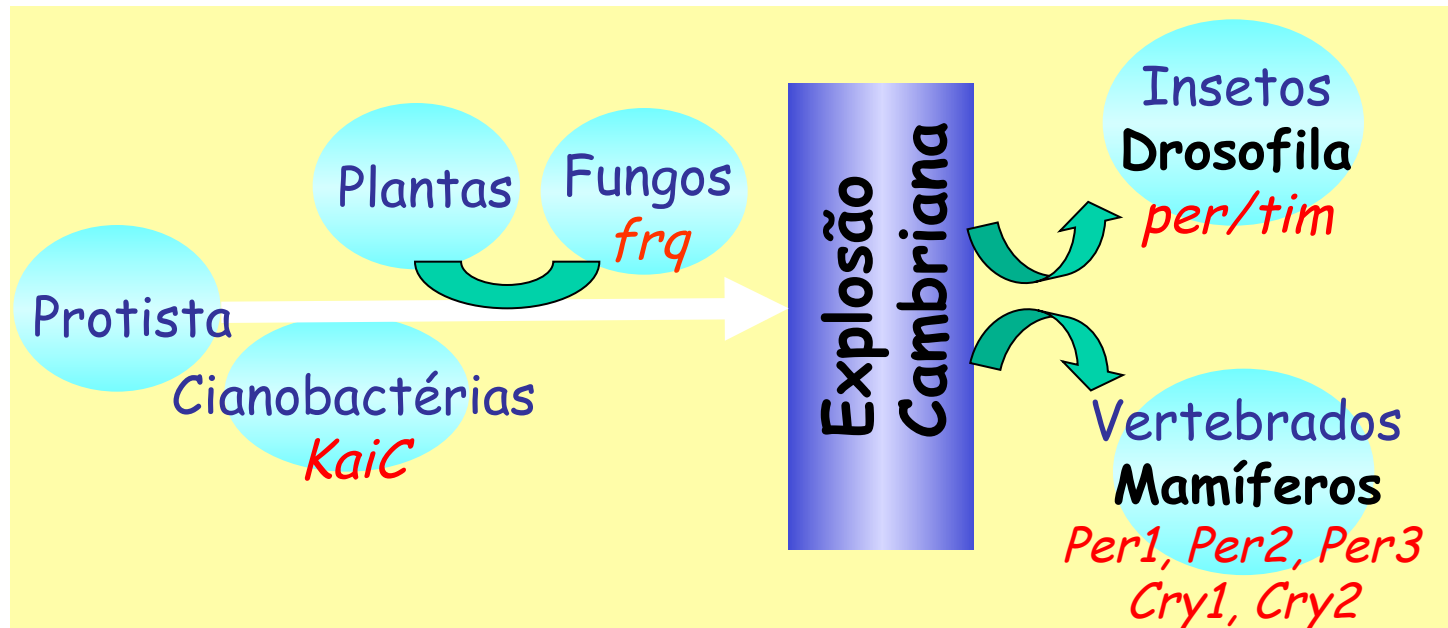 Protista
Cianobactérias
KaiC
Plantas
Fungos
frq
Explosão
Cambriana
Insetos
Drosofila
per/tim
Vertebrados
Mamíferos
Per1, Per2, Per3
Cry1, Cry2